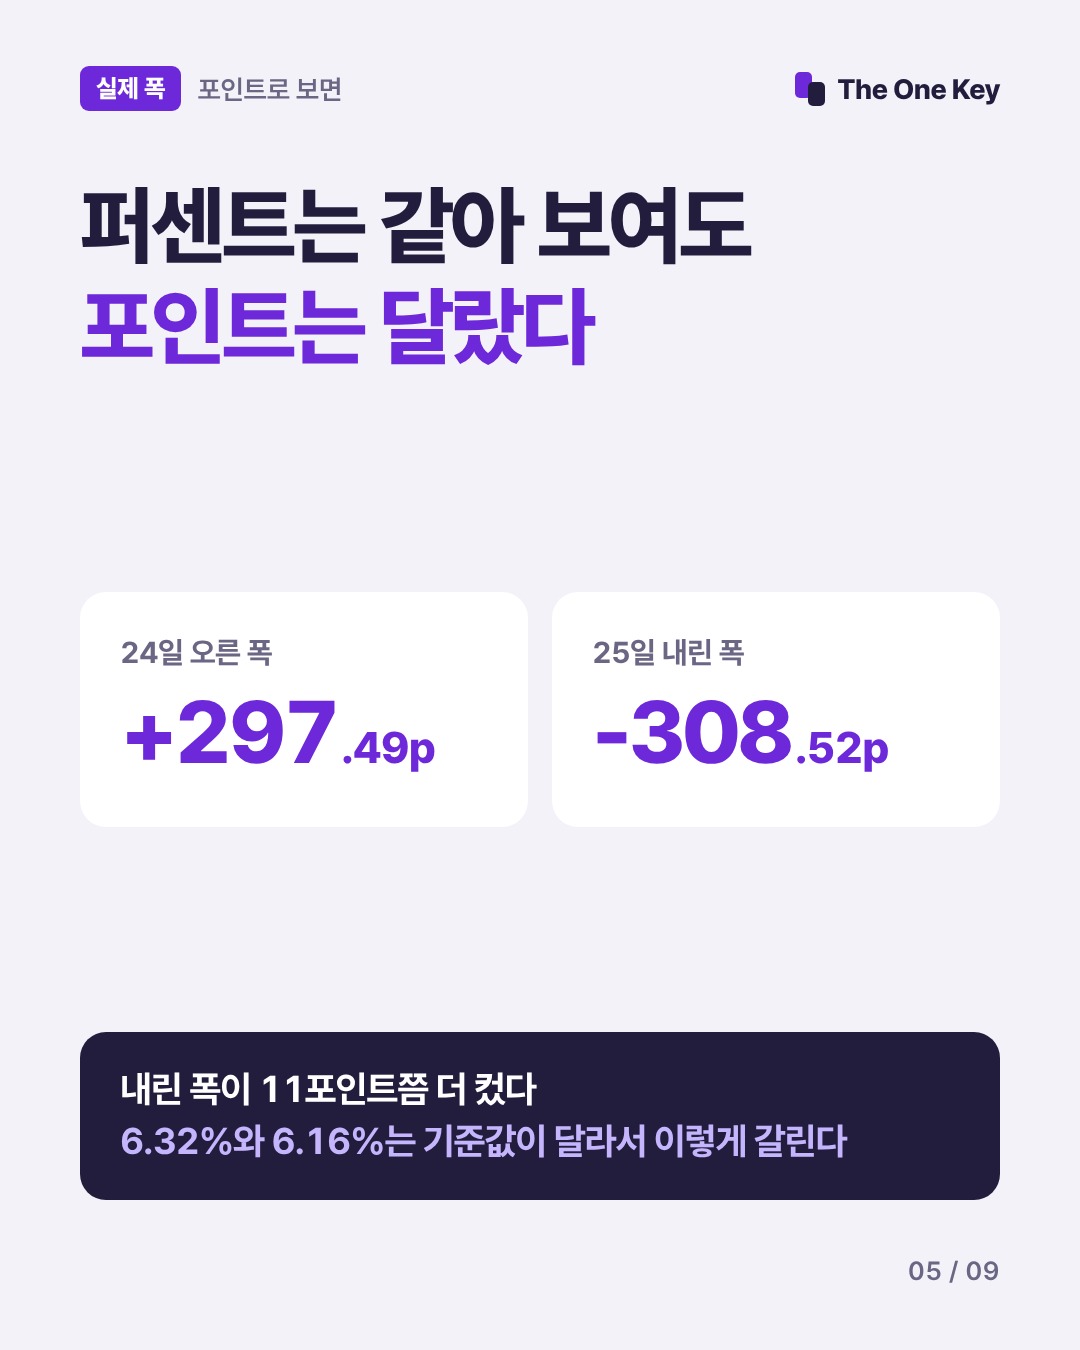 실제 폭 포인트로 보면
The One Key
퍼센트는 같아 보여도
포인트는 달랐다
24일 오른 폭
+297.49p
25일 내린 폭
-308.52p
내린 폭이 11포인트쯤 더 컸다
6.32%와 6.16%는 기준값이 달라서 이렇게 갈린다
05 / 09